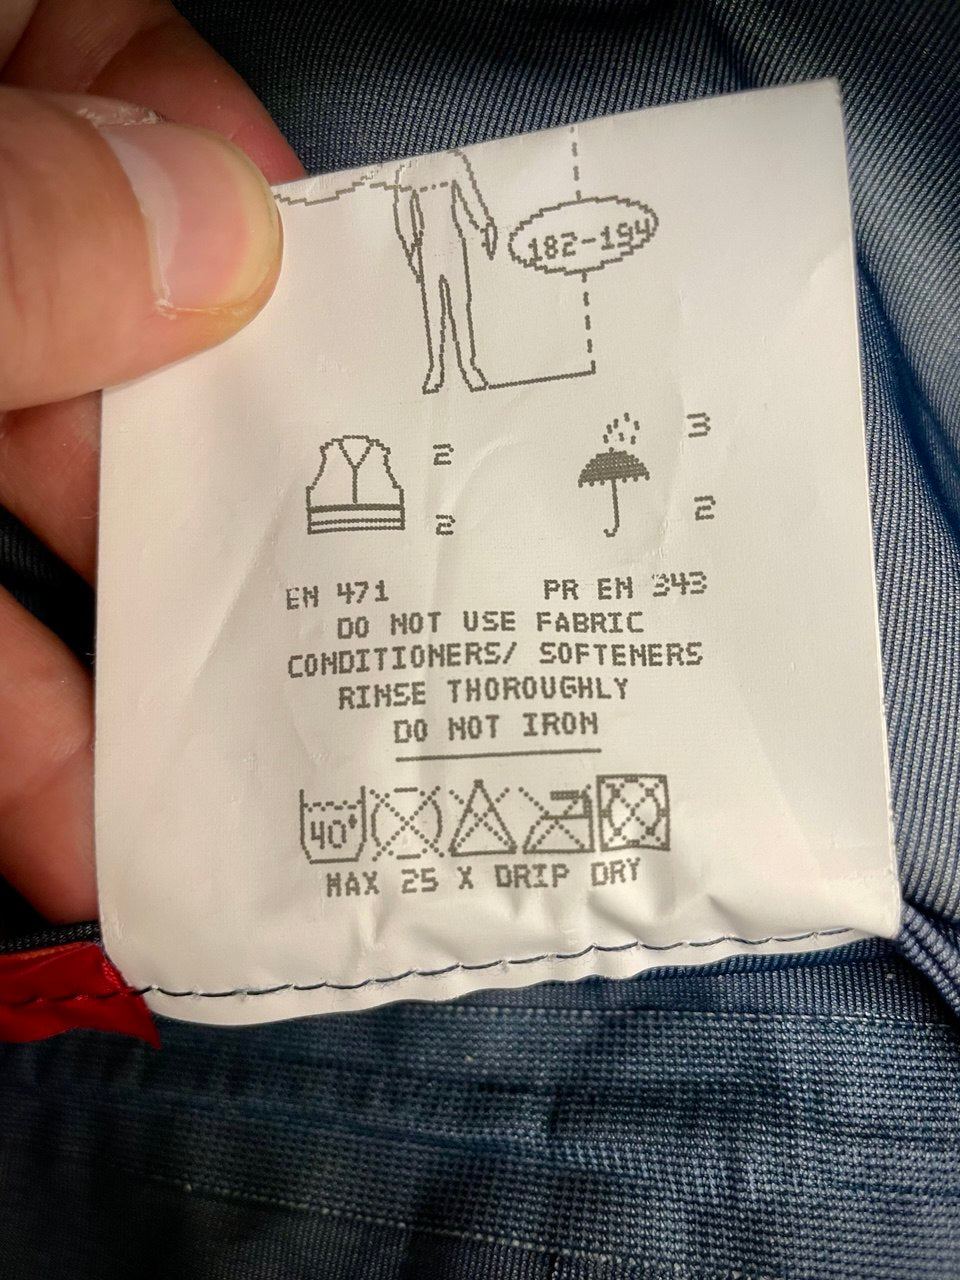 182-194
2 3
2 2
EN 471 PR EN 343
DO NOT USE FABRIC
CONDITIONERS/ SOFTENERS
RINSE THOROUGHLY
DO NOT IRON
40°
MAX 25 X DRIP DRY